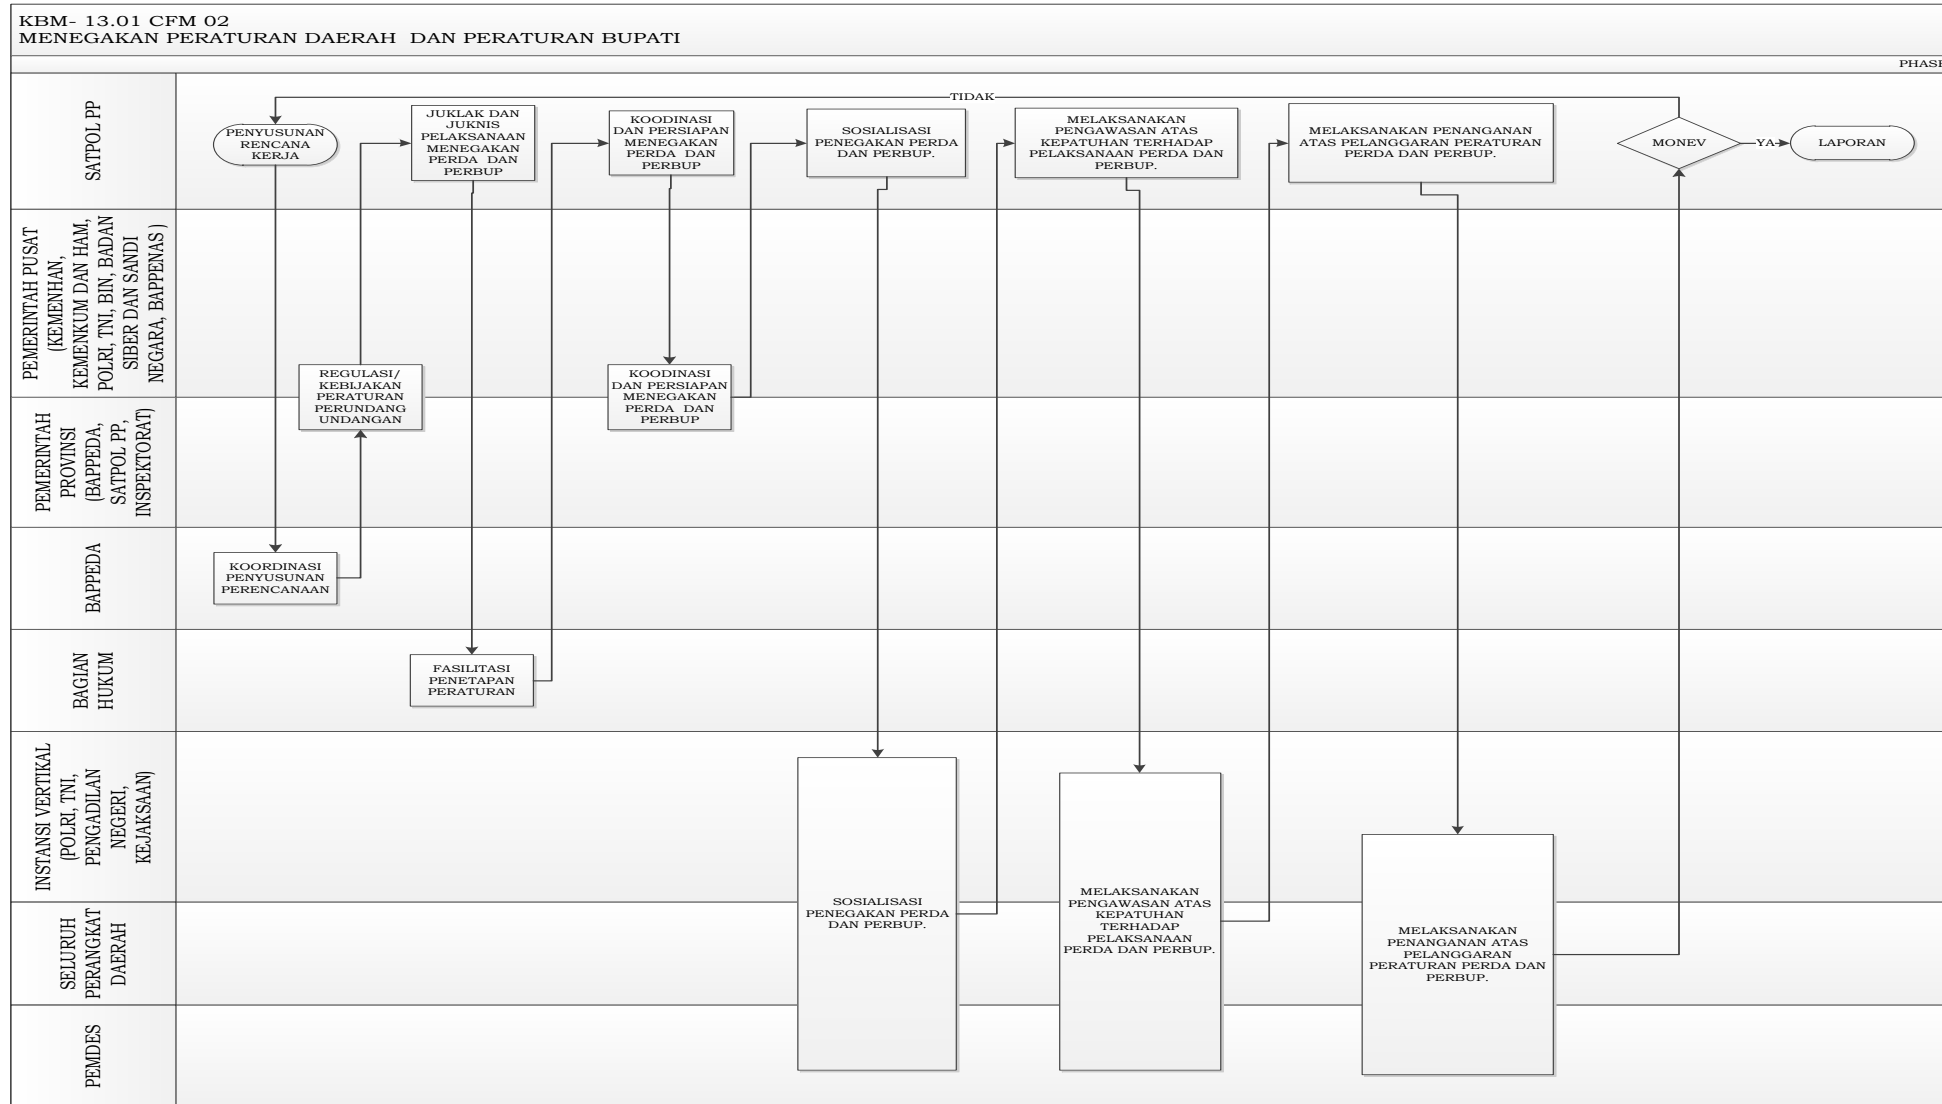 KBM- 13.01 CFM 02
MENEGAKAN PERATURAN DAERAH DAN PERATURAN BUPATI
PHASE
SATPOL PP
TIDAK
PENYUSUNAN
RENCANA
KERJA
JUKLAK DAN
JUKNIS
PELAKSANAAN
MENEGAKAN
PERDA DAN
PERBUP
KOODINASI
DAN PERSIAPAN
MENEGAKAN
PERDA DAN
PERBUP
SOSIALISASI
PENEGAKAN PERDA
DAN PERBUP.
MELAKSANAKAN
PENGAWASAN ATAS
KEPATUHAN TERHADAP
PELAKSANAAN PERDA DAN
PERBUP.
MELAKSANAKAN PENANGANAN
ATAS PELANGGARAN PERATURAN
PERDA DAN PERBUP.
MONEV
YA
LAPORAN
PEMERINTAH PUSAT
(KEMENHAN,
KEMENKUM DAN HAM,
POLRI, TNI, BIN, BADAN
SIBER DAN SANDI
NEGARA, BAPPENAS )
REGULASI/
KEBIJAKAN
PERATURAN
PERUNDANG
UNDANGAN
KOODINASI
DAN PERSIAPAN
MENEGAKAN
PERDA DAN
PERBUP
PEMERINTAH
PROVINSI
(BAPPEDA,
SATPOL PP,
INSPEKTORAT)
BAPPEDA
KOORDINASI
PENYUSUNAN
PERENCANAAN
BAGIAN
HUKUM
FASILITASI
PENETAPAN
PERATURAN
INSTANSI VERTIKAL
(POLRI, TNI,
PENGADILAN
NEGERI,
KEJAKSAAN)
SOSIALISASI
PENEGAKAN PERDA
DAN PERBUP.
MELAKSANAKAN
PENGAWASAN ATAS
KEPATUHAN
TERHADAP
PELAKSANAAN
PERDA DAN PERBUP.
MELAKSANAKAN
PENANGANAN ATAS
PELANGGARAN
PERATURAN PERDA DAN
PERBUP.
SELURUH
PERANGKAT
DAERAH
PEMDES